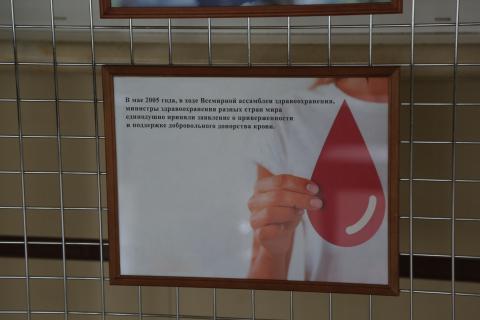 В мае 2005 года, в ходе Всемирной ассамблеи здравоохранения,
министры здравоохранения разных стран мира
единодушно приняли заявление о приверженности
и поддержке добровольного донорства крови.